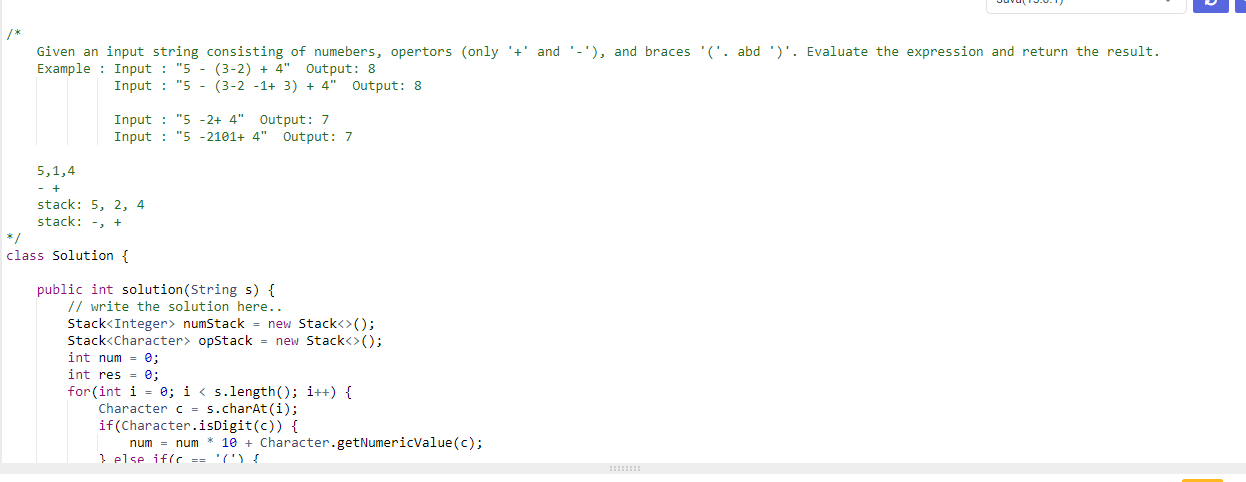 /*
Given an input string consisting of numebers, opertors (only '+' and '-'), and braces '('. abd ')'. Evaluate the expression and return the result.
Example : Input : "5 - (3-2) + 4"  Output: 8
Input : "5 - (3-2 -1+ 3) + 4"  Output: 8
Input : "5 -2+ 4"  Output: 7
Input : "5 -2101+ 4"  Output: 7
5,1,4
- +
stack: 5, 2, 4
stack: -, +
*/
class Solution {
public int solution(String s) {
// write the solution here..
Stack<Integer> numStack = new Stack<>();
Stack<Character> opStack = new Stack<>();
int num = 0;
int res = 0;
for(int i = 0; i < s.length(); i++) {
Character c = s.charAt(i);
if(Character.isDigit(c)) {
num = num * 10 + Character.getNumericValue(c);
} else if(c == '(') {